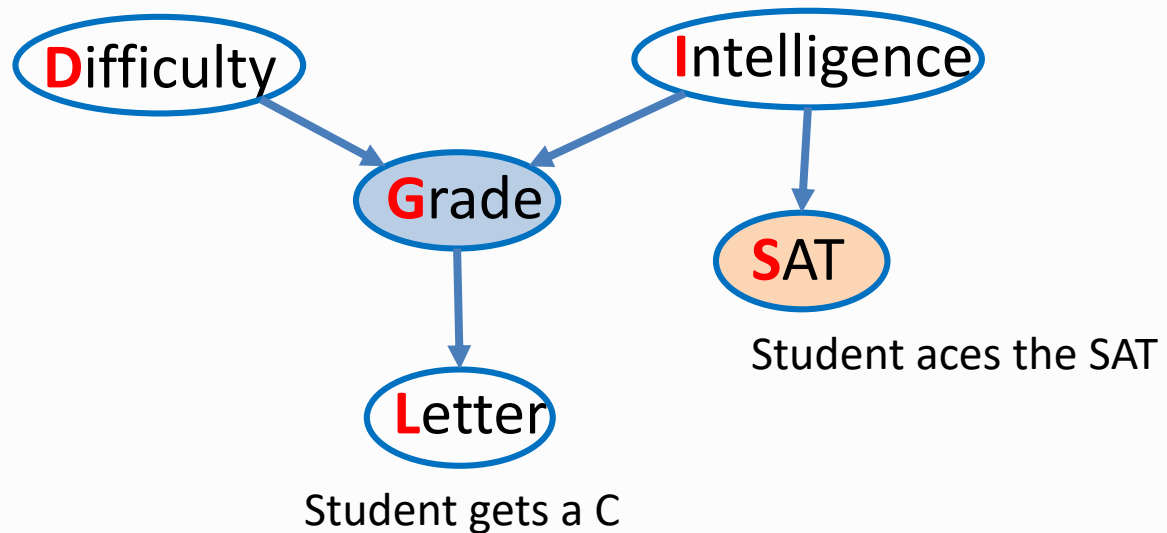 Difficulty
Intelligence
Grade
SAT
Student aces the SAT
Letter
Student gets a C